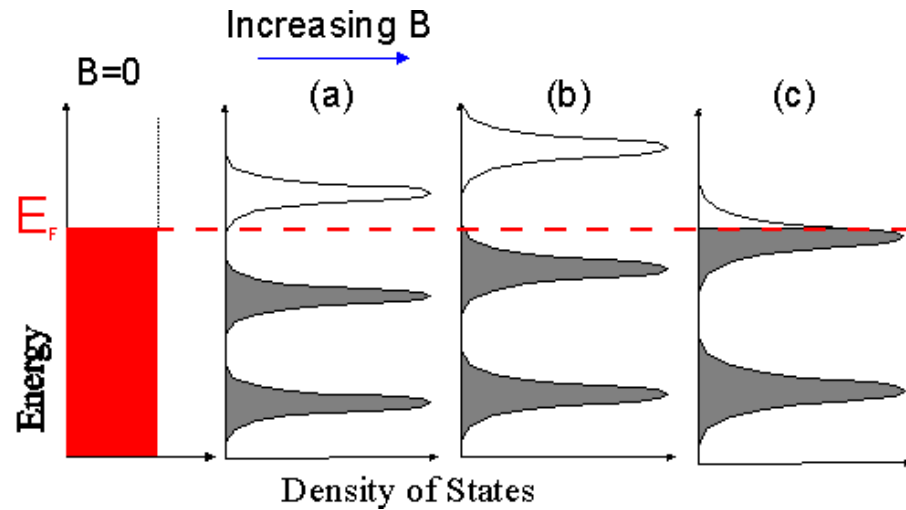 Increasing B
B=0
(a)
(b)
(c)
EF
Energy
Density of States